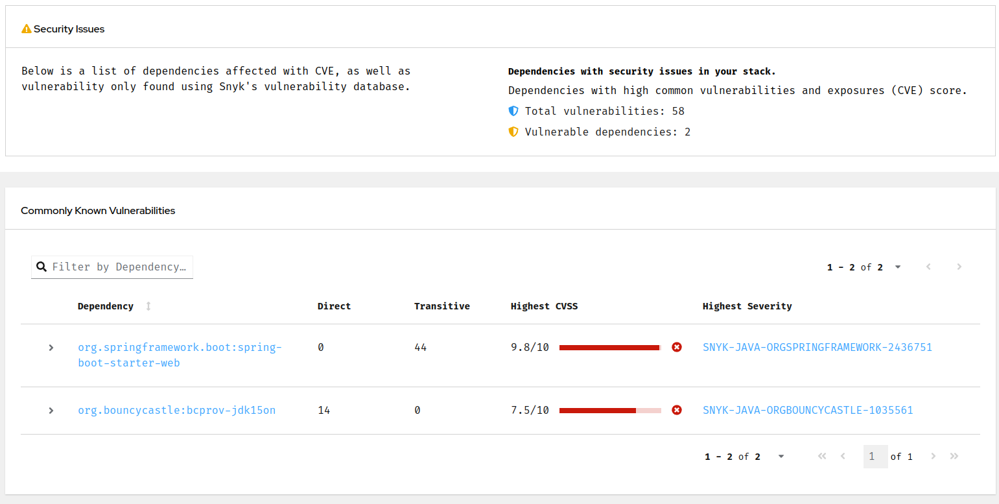 Security Issues
Below is a list of dependencies affected with CVE, as well as
vulnerability only found using Snyk's vulnerability database.
Dependencies with security issues in your stack.
Dependencies with high common vulnerabilities and exposures (CVE) score.
Total vulnerabilities: 58
Vulnerable dependencies: 2
Commonly Known Vulnerabilities
Filter by Dependency…
1 - 2 of 2
Dependency Direct Transitive Highest CVSS Highest Severity
org.springframework.boot:spring- 0 44 9.8/10 SNYK-JAVA-ORGSPRINGFRAMEWORK-2436751
boot-starter-web
org.bouncycastle:bcprov-jdk15on 14 0 7.5/10 SNYK-JAVA-ORGBOUNCYCASTLE-1035561
1 - 2 of 2 1 of 1